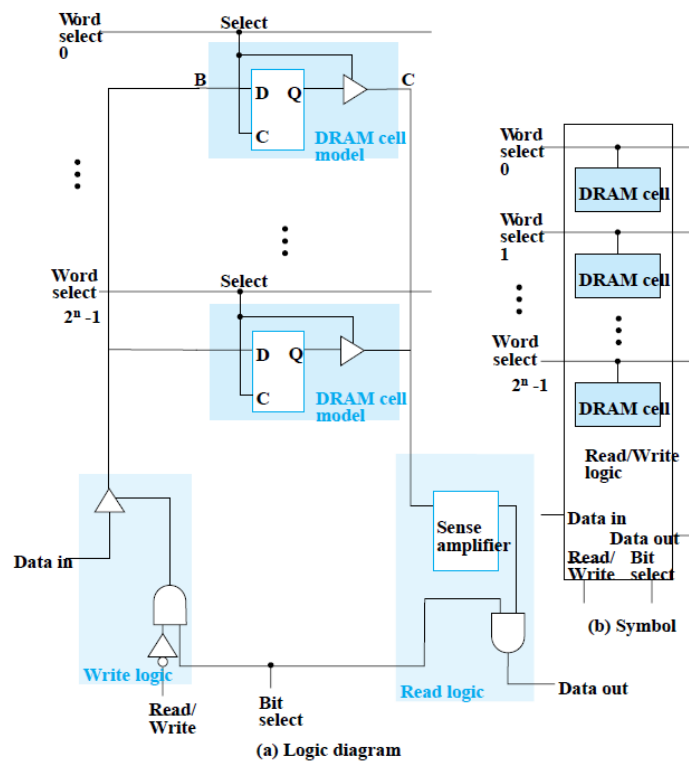 Word
select
0
Select
B
C
D
Q
C
DRAM cell
model
Word
select
2ⁿ -1
Select
D
Q
C
DRAM cell
model
Data in
Write logic
Read/
Write
Bit
select
Sense
amplifier
Read logic
Data out
(a) Logic diagram
Word
select
0
DRAM cell
Word
select
1
DRAM cell
Word
select
2ⁿ -1
DRAM cell
Read/Write
logic
Data in
Data out
Read/
Write
Bit
select
(b) Symbol